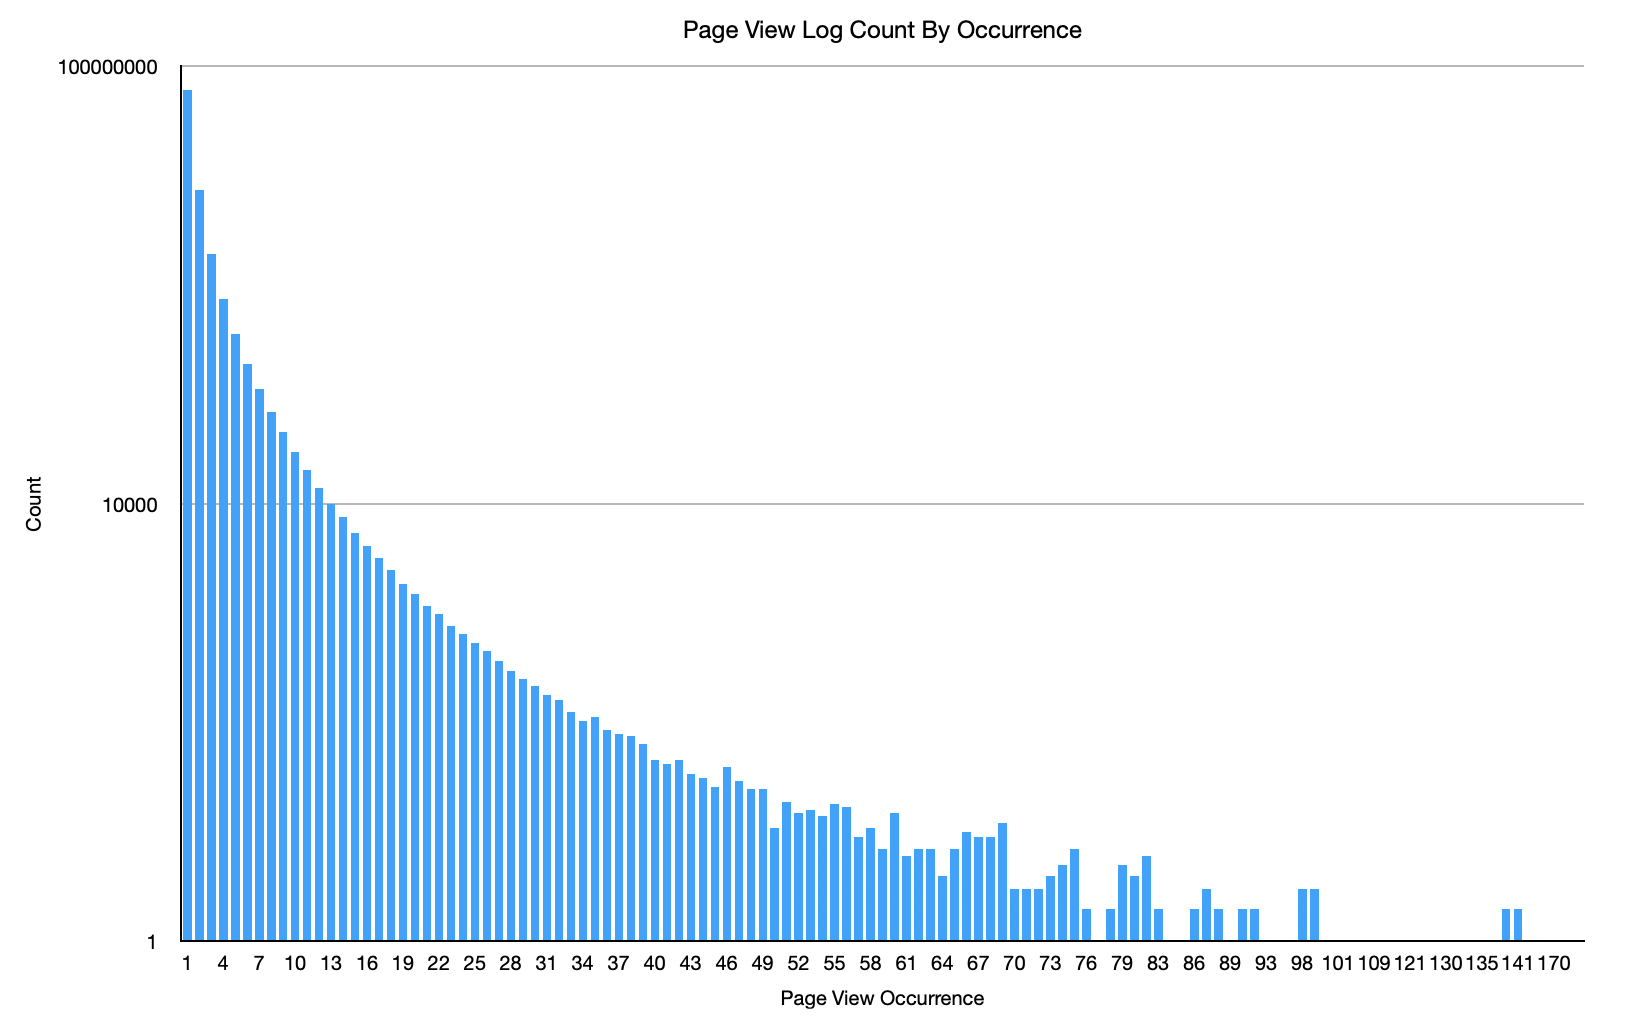 Page View Log Count By Occurrence
100000000
10000
1
Count
1 4 7 10 13 16 19 22 25 28 31 34 37 40 43 46 49 52 55 58 61 64 67 70 73 76 79 83 86 89 93 98 101 109 121 130 135 141 170
Page View Occurrence